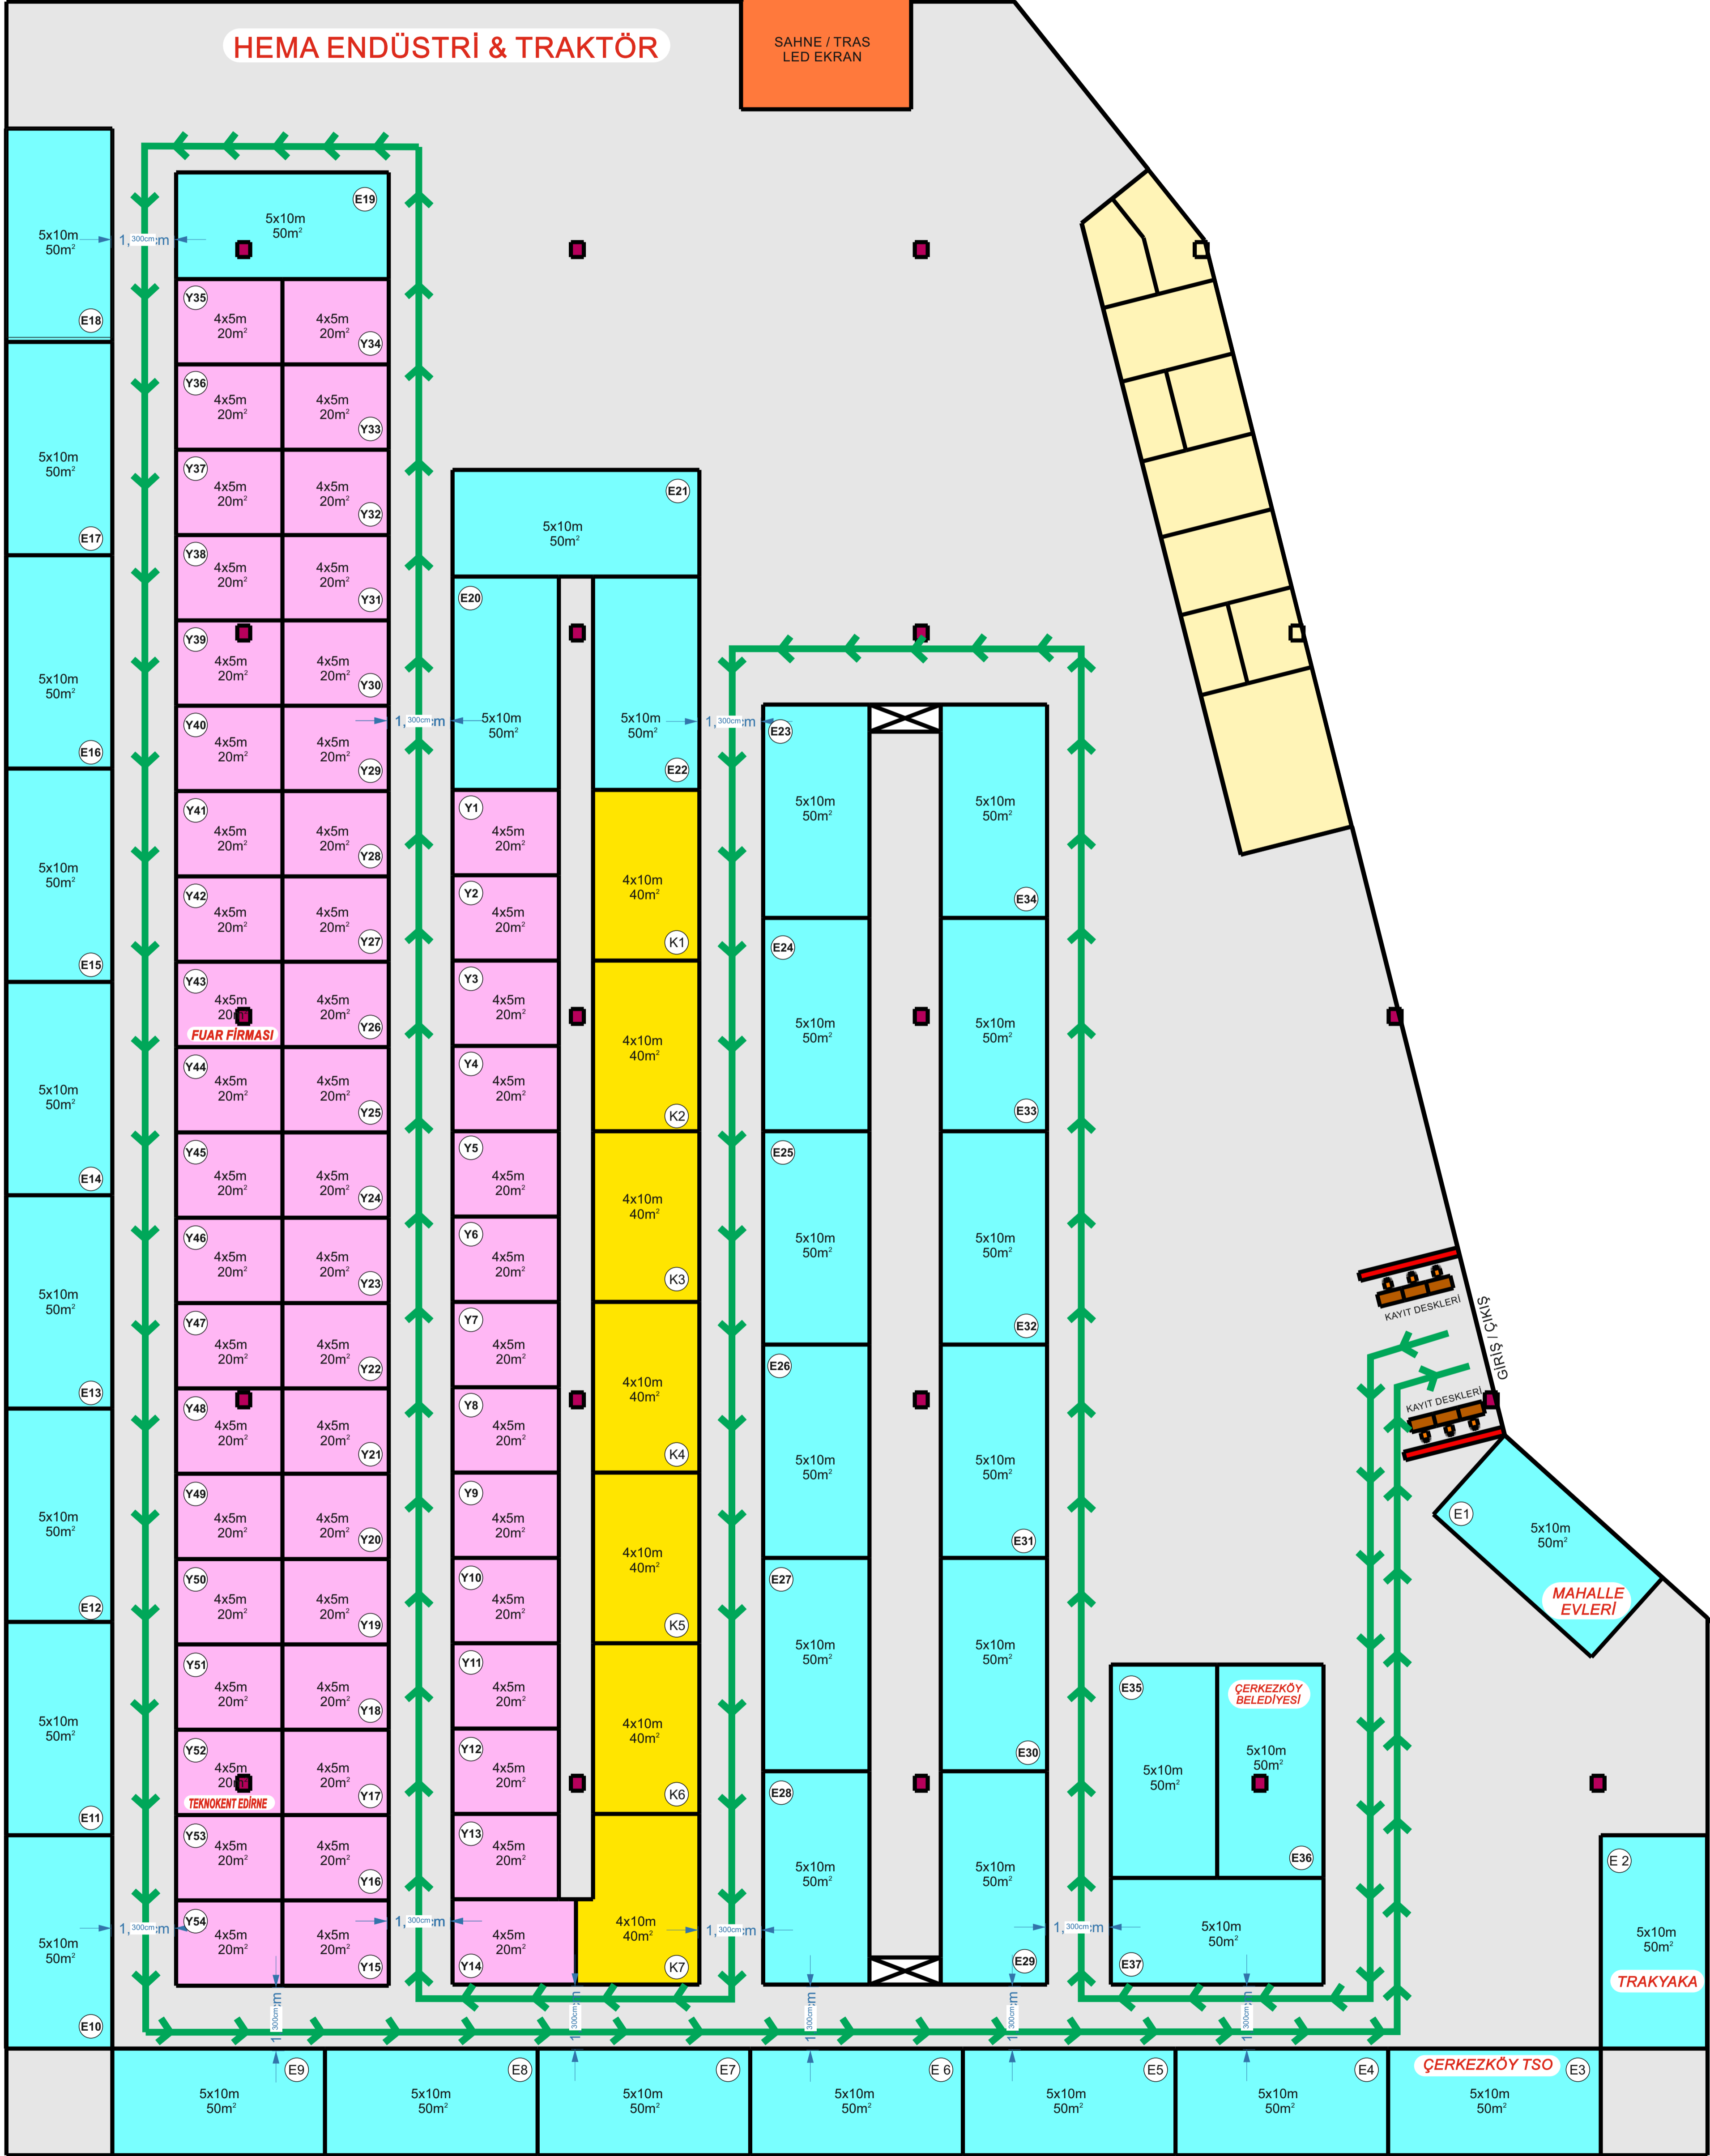 HEMA ENDÜSTRİ & TRAKTÖR
SAHNE / TRAS
LED EKRAN
5x10m
50m²
E18
5x10m
50m²
E17
5x10m
50m²
E16
5x10m
50m²
E15
5x10m
50m²
E14
5x10m
50m²
E13
5x10m
50m²
E12
5x10m
50m²
E11
5x10m
50m²
E10
300cm
300cm
E19
5x10m
50m²
Y35
4x5m
20m²
4x5m
20m²
Y34
Y36
4x5m
20m²
4x5m
20m²
Y33
Y37
4x5m
20m²
4x5m
20m²
Y32
Y38
4x5m
20m²
4x5m
20m²
Y31
Y39
4x5m
20m²
4x5m
20m²
Y30
Y40
4x5m
20m²
4x5m
20m²
Y29
Y41
4x5m
20m²
4x5m
20m²
Y28
Y42
4x5m
20m²
4x5m
20m²
Y27
Y43
4x5m
20m²
FUAR FİRMASI
4x5m
20m²
Y26
Y44
4x5m
20m²
4x5m
20m²
Y25
Y45
4x5m
20m²
4x5m
20m²
Y24
Y46
4x5m
20m²
4x5m
20m²
Y23
Y47
4x5m
20m²
4x5m
20m²
Y22
Y48
4x5m
20m²
4x5m
20m²
Y21
Y49
4x5m
20m²
4x5m
20m²
Y20
Y50
4x5m
20m²
4x5m
20m²
Y19
Y51
4x5m
20m²
4x5m
20m²
Y18
Y52
4x5m
20m²
TEKNOKENT EDİRNE
4x5m
20m²
Y17
Y53
4x5m
20m²
4x5m
20m²
Y16
Y54
4x5m
20m²
4x5m
20m²
Y15
300cm
300cm
E21
5x10m
50m²
E20
5x10m
50m²
5x10m
50m²
E22
Y1
4x5m
20m²
Y2
4x5m
20m²
Y3
4x5m
20m²
Y4
4x5m
20m²
Y5
4x5m
20m²
Y6
4x5m
20m²
Y7
4x5m
20m²
Y8
4x5m
20m²
Y9
4x5m
20m²
Y10
4x5m
20m²
Y11
4x5m
20m²
Y12
4x5m
20m²
Y13
4x5m
20m²
4x5m
20m²
Y14
4x10m
40m²
K1
4x10m
40m²
K2
4x10m
40m²
K3
4x10m
40m²
K4
4x10m
40m²
K5
4x10m
40m²
K6
4x10m
40m²
K7
300cm
300cm
E23
5x10m
50m²
E24
5x10m
50m²
E25
5x10m
50m²
E26
5x10m
50m²
E27
5x10m
50m²
E28
5x10m
50m²
5x10m
50m²
E34
5x10m
50m²
E33
5x10m
50m²
E32
5x10m
50m²
E31
5x10m
50m²
E30
5x10m
50m²
E29
300cm
KAYIT DESKLERİ
GİRİŞ / ÇIKIŞ
KAYIT DESKLERİ
E1
5x10m
50m²
MAHALLE
EVLERİ
E35
5x10m
50m²
ÇERKEZKÖY
BELEDİYESİ
5x10m
50m²
E36
5x10m
50m²
E37
E 2
5x10m
50m²
TRAKYAKA
300cm
300cm
300cm
300cm
300cm
E9
5x10m
50m²
E8
5x10m
50m²
E7
5x10m
50m²
E 6
5x10m
50m²
E5
5x10m
50m²
E4
5x10m
50m²
ÇERKEZKÖY TSO
E3
5x10m
50m²